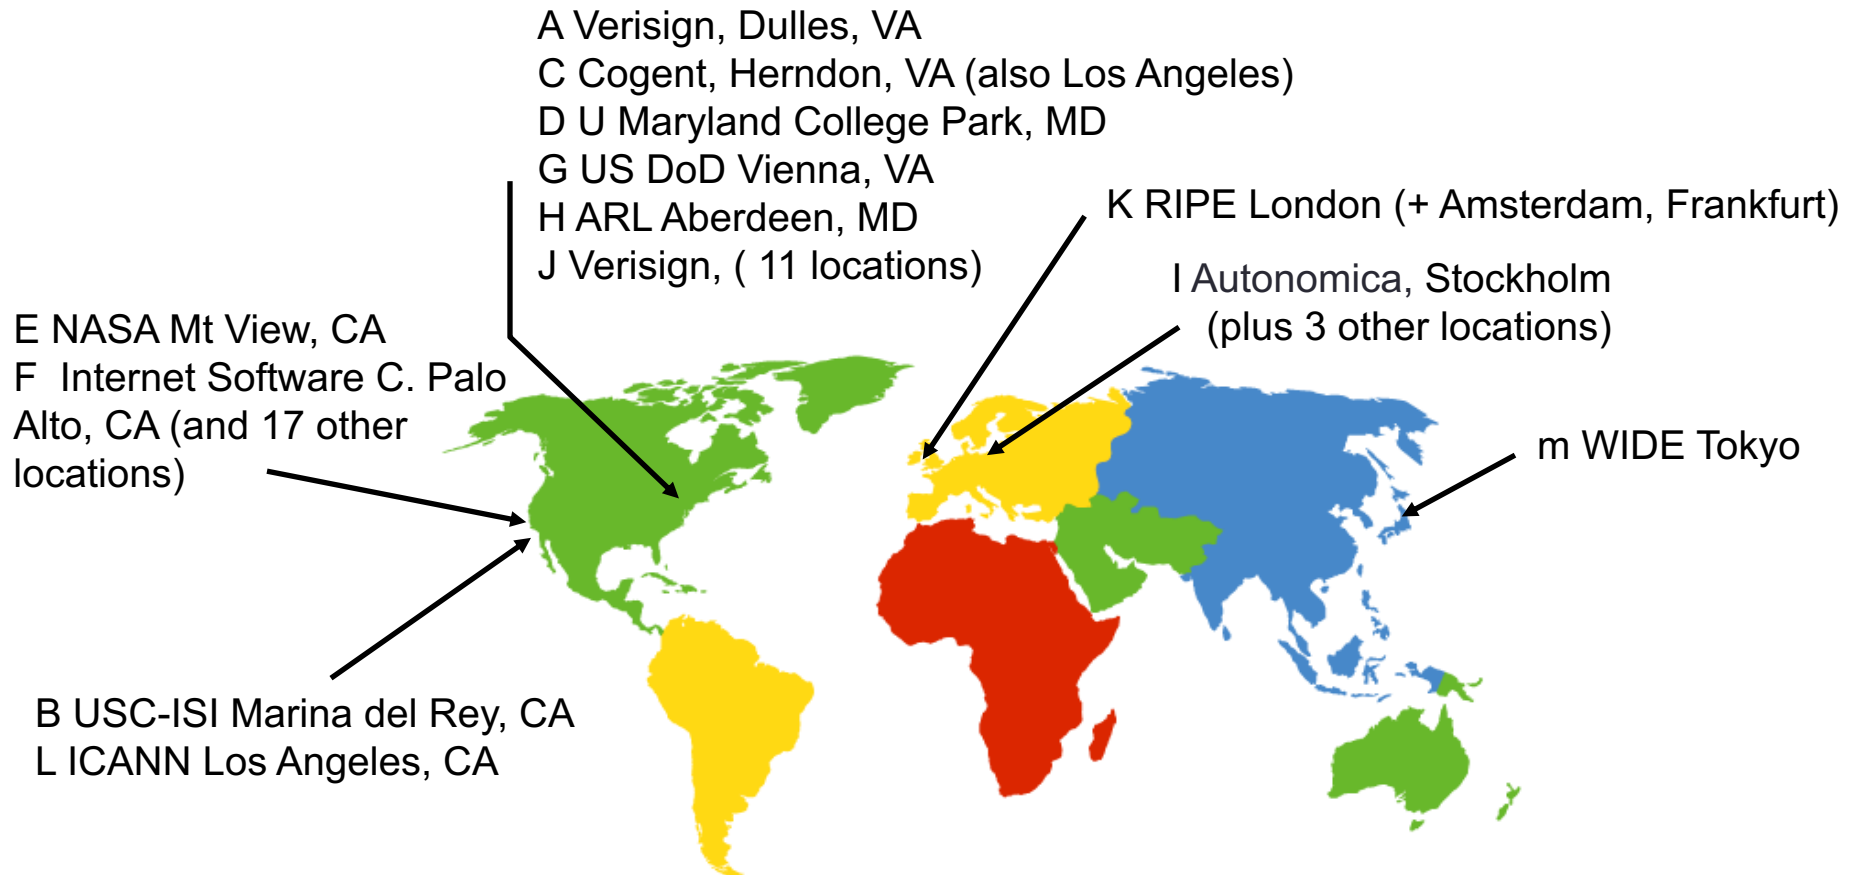 A Verisign, Dulles, VA
C Cogent, Herndon, VA (also Los Angeles)
D U Maryland College Park, MD
G US DoD Vienna, VA
H ARL Aberdeen, MD
J Verisign, ( 11 locations)
K RIPE London (+ Amsterdam, Frankfurt)
I Autonomica, Stockholm
(plus 3 other locations)
E NASA Mt View, CA
F  Internet Software C. Palo
Alto, CA (and 17 other
locations)
m WIDE Tokyo
B USC-ISI Marina del Rey, CA
L ICANN Los Angeles, CA